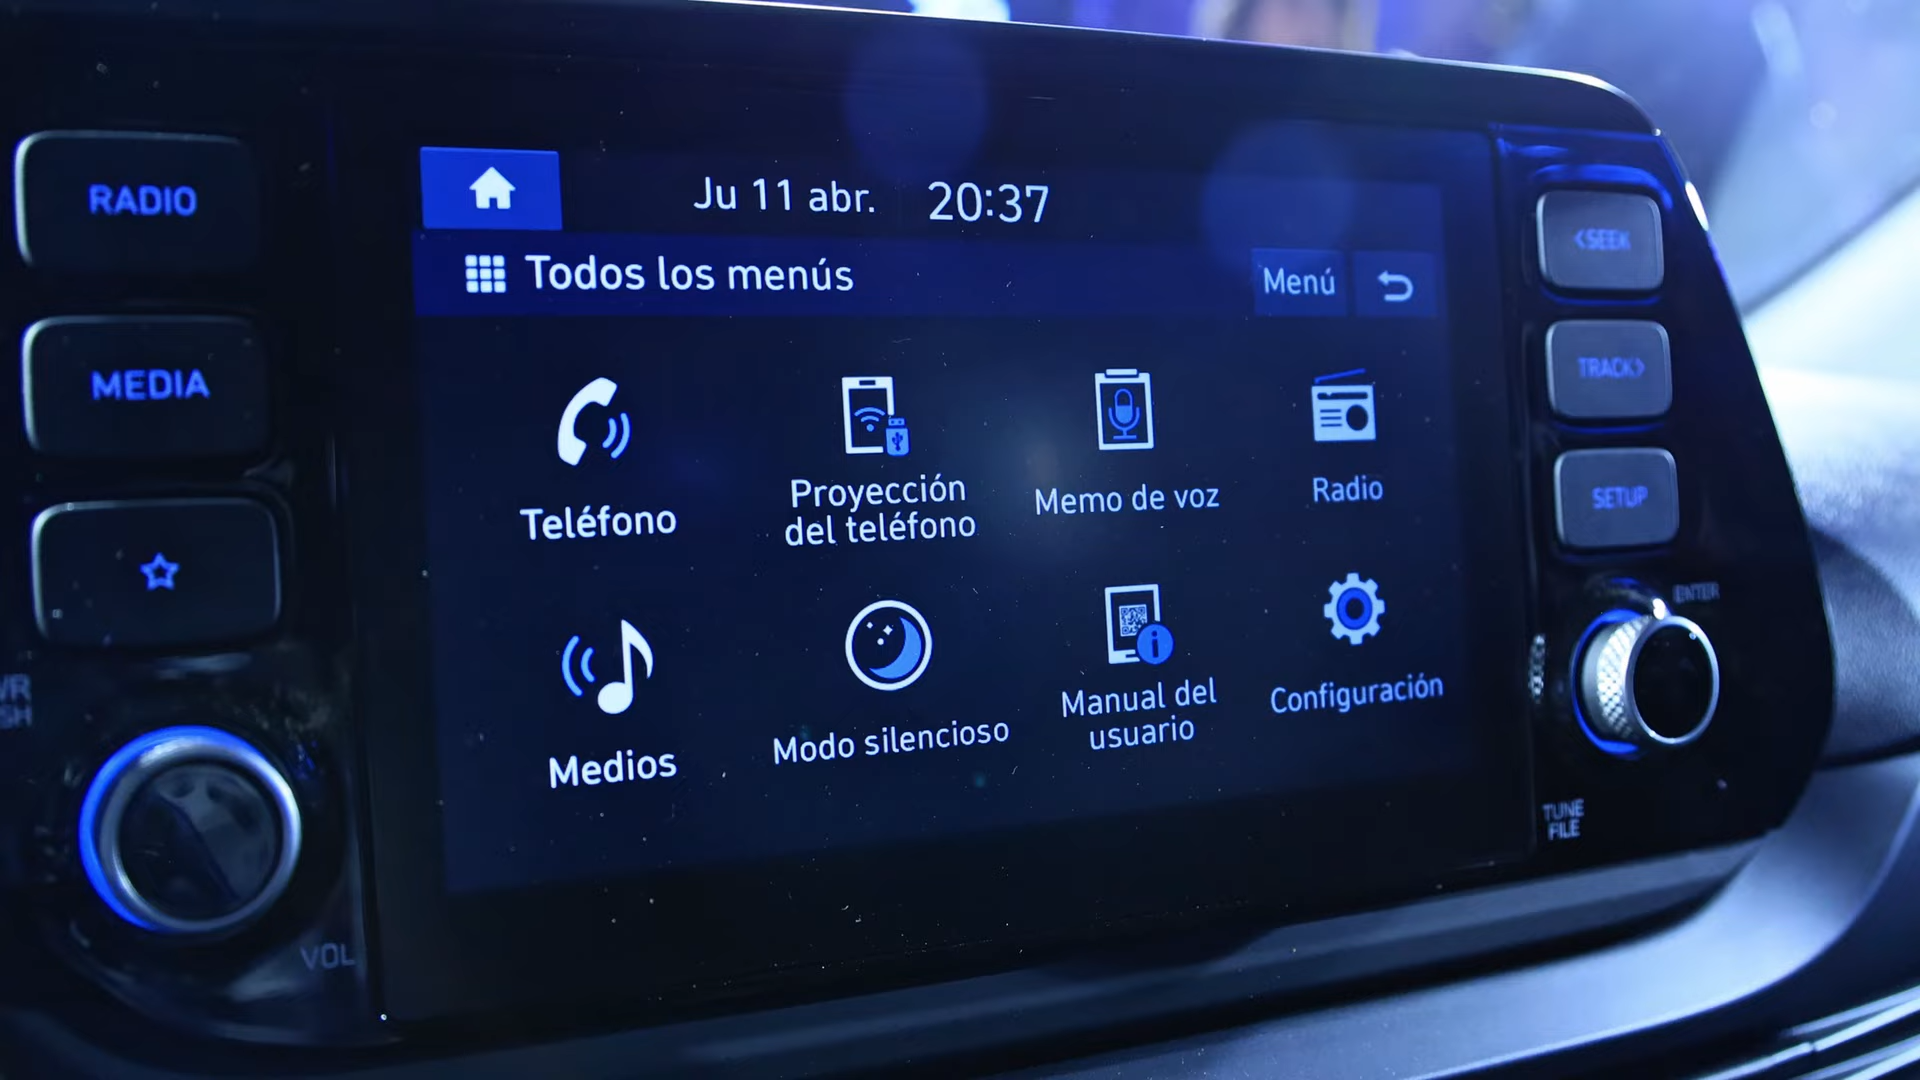 RADIO
MEDIA
VOL
Ju 11 abr. 20:37
Todos los menús
Menú
Teléfono
Proyección
del teléfono
Memo de voz
Radio
Medios
Modo silencioso
Manual del
usuario
Configuración
<SEEK
TRACK>
SETUP
ENTER
TUNE
FILE